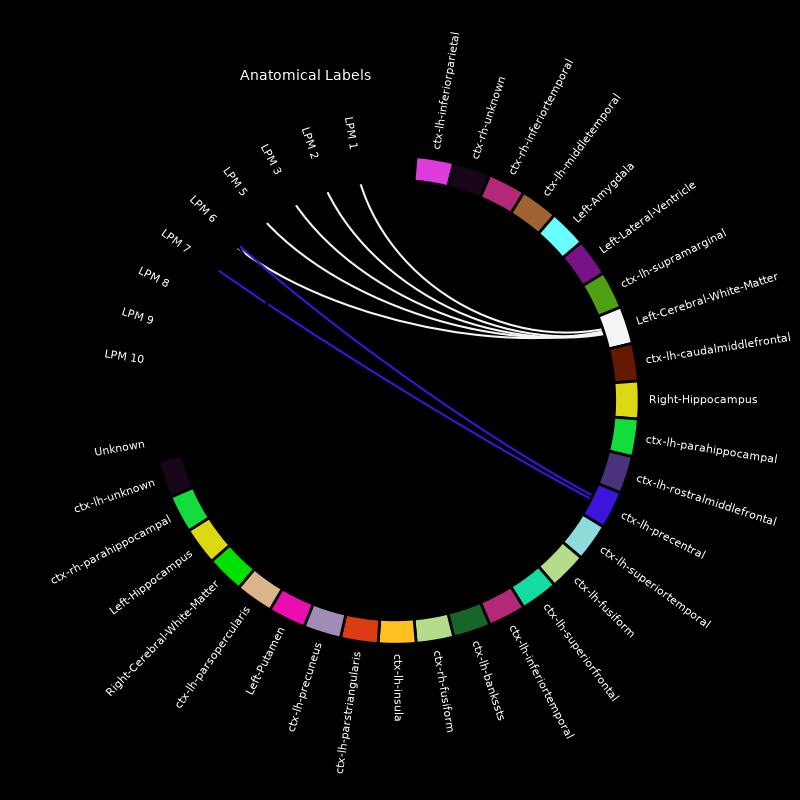 Anatomical Labels
ctx-lh-inferiorparietal
ctx-rh-unknown
ctx-rh-inferiortemporal
ctx-lh-middletemporal
Left-Amygdala
Left-Lateral-Ventricle
ctx-lh-supramarginal
Left-Cerebral-White-Matter
ctx-lh-caudalmiddlefrontal
Right-Hippocampus
ctx-lh-parahippocampal
ctx-lh-rostralmiddlefrontal
ctx-lh-precentral
ctx-lh-superiortemporal
ctx-lh-fusiform
ctx-lh-superiorfrontal
ctx-lh-inferiortemporal
ctx-lh-bankssts
ctx-rh-fusiform
ctx-lh-insula
ctx-lh-parstriangularis
ctx-lh-precuneus
Left-Putamen
ctx-lh-parsopercularis
Right-Cerebral-White-Matter
Left-Hippocampus
ctx-rh-parahippocampal
ctx-lh-unknown
Unknown
LPM 10
LPM 9
LPM 8
LPM 7
LPM 6
LPM 5
LPM 3
LPM 2
LPM 1